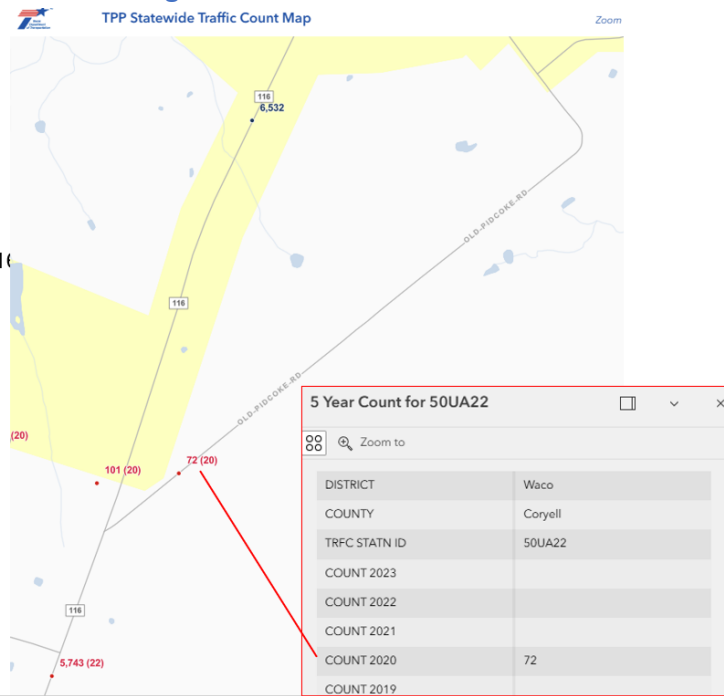 TPP Statewide Traffic Count Map
Zoom
116
6,532
OLD-PIDCOKE-RD
116
OLD-PIDCOKE-RD
(20)
72 (20)
101 (20)
116
5,743 (22)
5 Year Count for 50UA22
Zoom to
DISTRICT Waco
COUNTY Coryell
TRFC STATN ID 50UA22
COUNT 2023
COUNT 2022
COUNT 2021
COUNT 2020 72
COUNT 2019